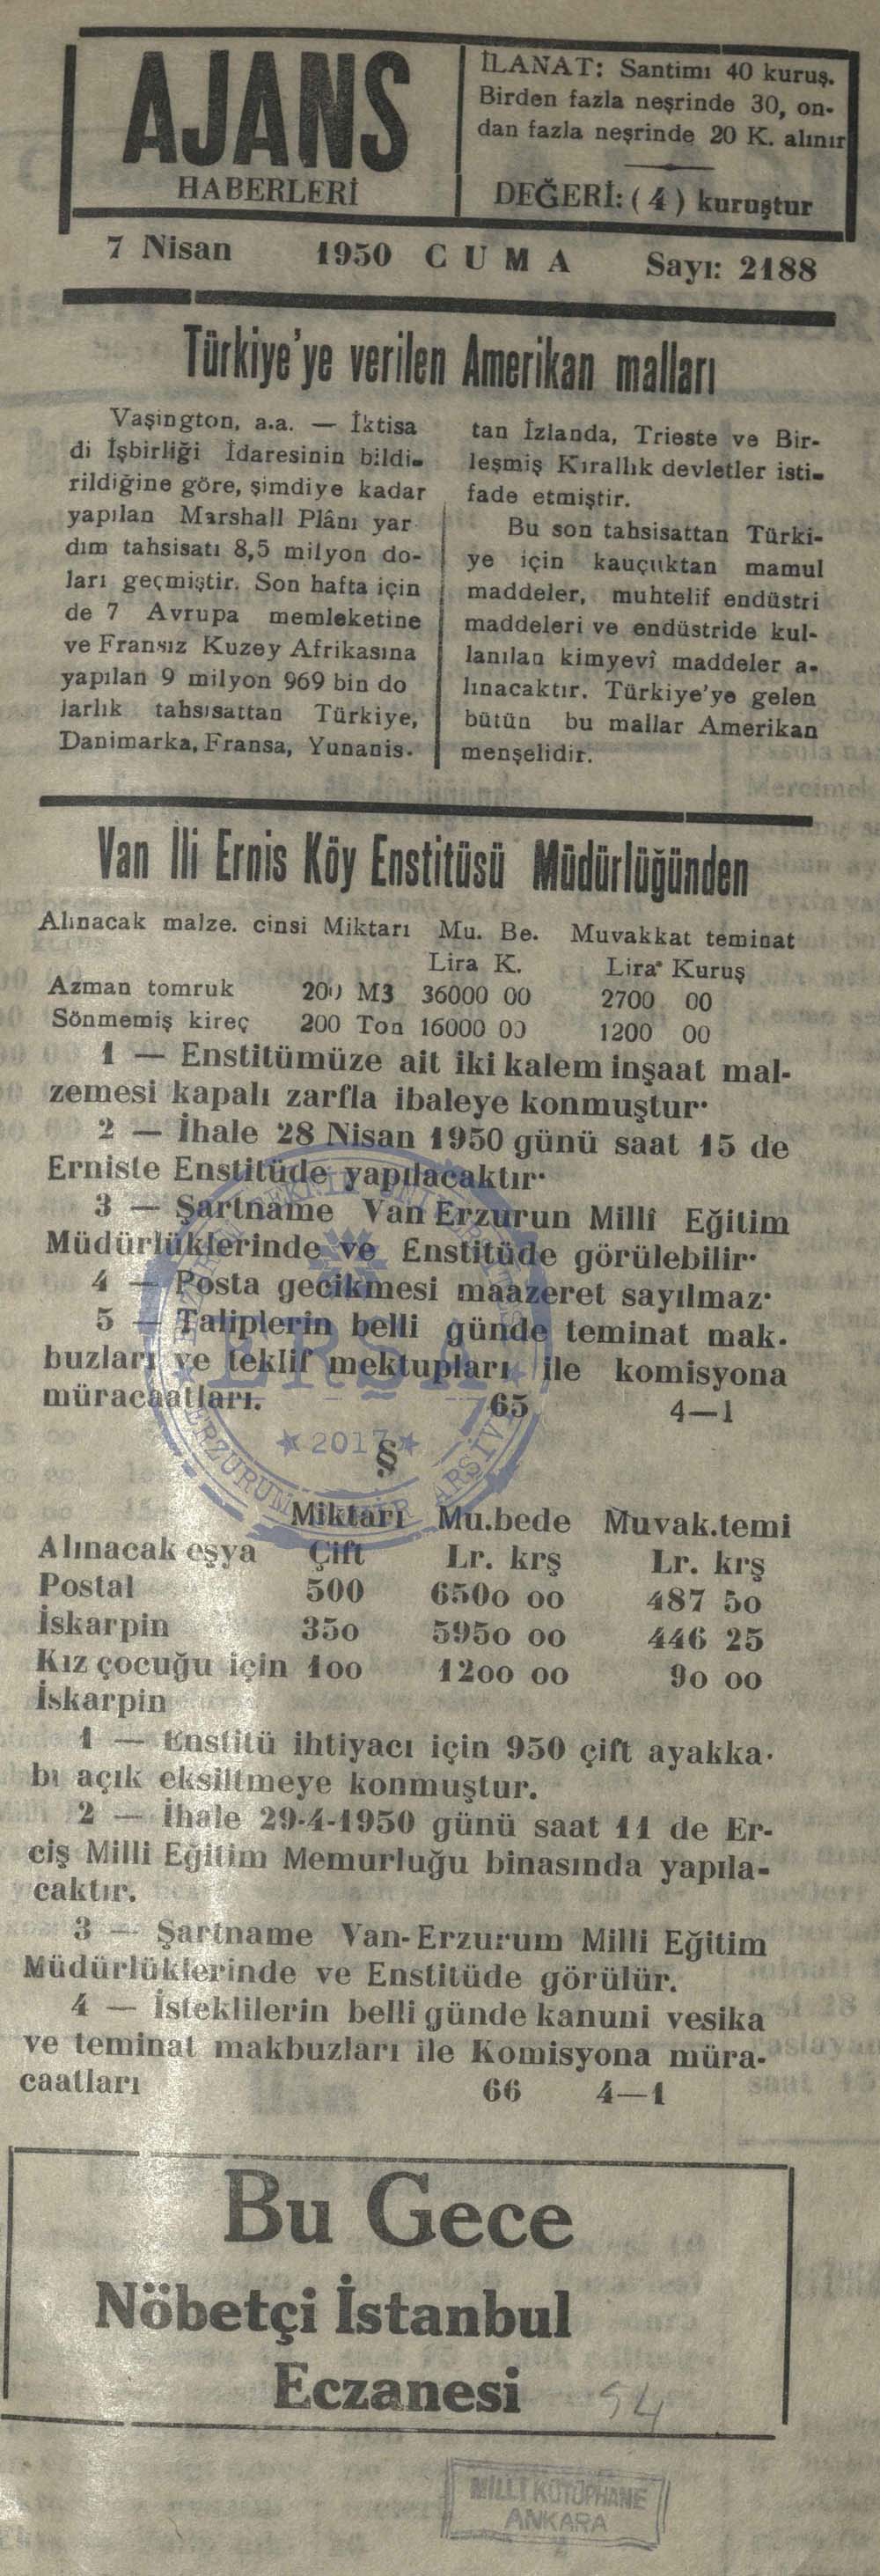 AJANS
HABERLERİ
İLANAT: Santimı 40 kuruş.
Birden fazla neşrinde 30, on-
dan fazla neşrinde 20 K. alınır
DEĞERİ: ( 4 ) kuruştur
7 Nisan 1950 CUMA Sayı: 2188
Türkiye'ye verilen Amerikan malları
Vaşington, a.a. — İktisa
di İşbirliği İdaresinin bildi-
rildiğine göre, şimdiye kadar
yapılan Marshall Plânı yar
dım tahsisatı 8,5 milyon do-
ları geçmiştir. Son hafta için
de 7 Avrupa memleketine
ve Fransız Kuzey Afrikasına
yapılan 9 milyon 969 bin do
larlık tahsısattan Türkiye,
Danimarka, Fransa, Yunanis-
tan İzlanda, Trieste ve Bir-
leşmiş Kırallık devletler isti-
fade etmiştir.
Bu son tahsisattan Türki-
ye için kauçuktan mamul
maddeler, muhtelif endüstri
maddeleri ve endüstride kul-
lanılan kimyevî maddeler a-
lınacaktır. Türkiye'ye gelen
bütün bu mallar Amerikan
menşelidir.
Van İli Ernis Köy Enstitüsü Müdürlüğünden
Alınacak malze. cinsi Miktarı Mu. Be. Muvakkat teminat
Lira K. Lira Kuruş
Azman tomruk 200 M3 36000 00 2700 00
Sönmemiş kireç 200 Ton 16000 00 1200 00
1 — Enstitümüze ait iki kalem inşaat mal-
zemesi kapalı zarfla ibaleye konmuştur.
2 — İhale 28 Nisan 1950 günü saat 15 de
Erniste Enstitüde yapılacaktır.
3 — Şartname Van Erzurun Millî Eğitim
Müdürlüklerinde ve Enstitüde görülebilir.
4 — Posta gecikmesi maazeret sayılmaz.
5 — Taliplerin belli günde teminat mak-
buzları ve teklif mektupları ile komisyona
müracaatları. 65 4—1
★ 2017 ★
§
Miktarı Mu.bede Muvak.temi
Alınacak eşya Çift Lr. krş Lr. krş
Postal 500 6500 00 487 50
İskarpin 350 5950 00 446 25
Kız çocuğu için 100 1200 00 90 00
İskarpin
1 — Enstitü ihtiyacı için 950 çift ayakka-
bı açık eksiltmeye konmuştur.
2 — İhale 29-4-1950 günü saat 11 de Er-
ciş Milli Eğitim Memurluğu binasında yapıla-
caktır.
3 — Şartname Van-Erzurum Milli Eğitim
Müdürlüklerinde ve Enstitüde görülür.
4 — İsteklilerin belli günde kanuni vesika
ve teminat makbuzları ile Komisyona müra-
caatları 66 4—1
Bu Gece
Nöbetçi İstanbul
Eczanesi
54
MİLLİ KÜTÜPHANE
ANKARA